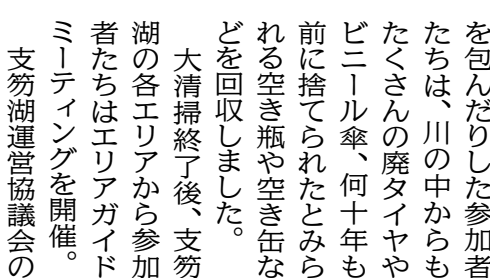 を包んだりした参加者
たちは、川の中からも
たくさんの廃タイヤや
ビニール傘、何十年も
前に捨てられたとみら
れる空き瓶や空き缶な
どを回収しました。
大清掃終了後、支笏
湖の各エリアから参加
者たちはエリアガイド
ミーティングを開催。
支笏湖運営協議会の